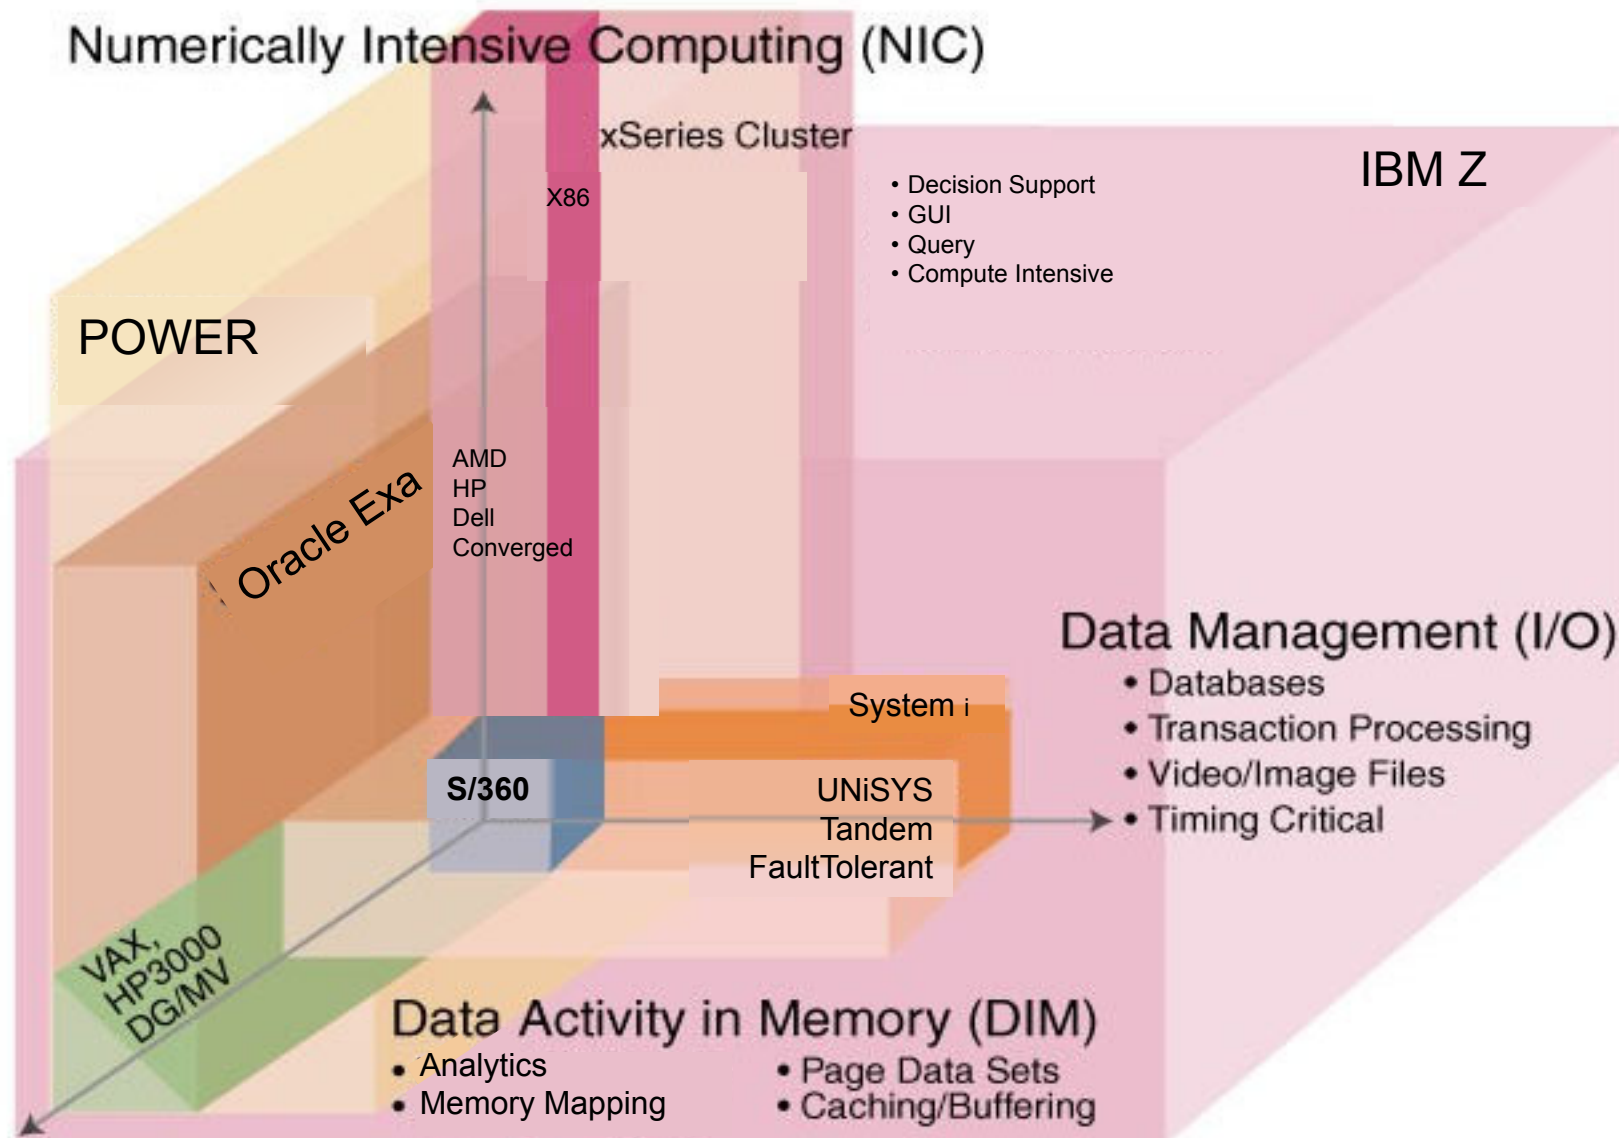 Numerically Intensive Computing (NIC)
xSeries Cluster
IBM Z
X86
• Decision Support
• GUI
• Query
• Compute Intensive
POWER
Oracle Exa
AMD
HP
Dell
Converged
Data Management (I/O)
• Databases
• Transaction Processing
• Video/Image Files
• Timing Critical
System i
S/360
UNiSYS
Tandem
FaultTolerant
VAX,
HP3000
DG/MV
Data Activity in Memory (DIM)
• Analytics
• Memory Mapping
• Page Data Sets
• Caching/Buffering